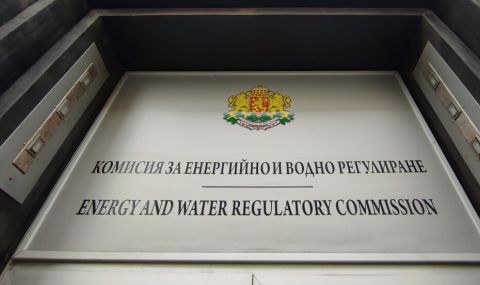 КОМИСИЯ ЗА ЕНЕРГИЙНО И ВОДНО РЕГУЛИРАНЕ
ENERGY AND WATER REGULATORY COMMISSION